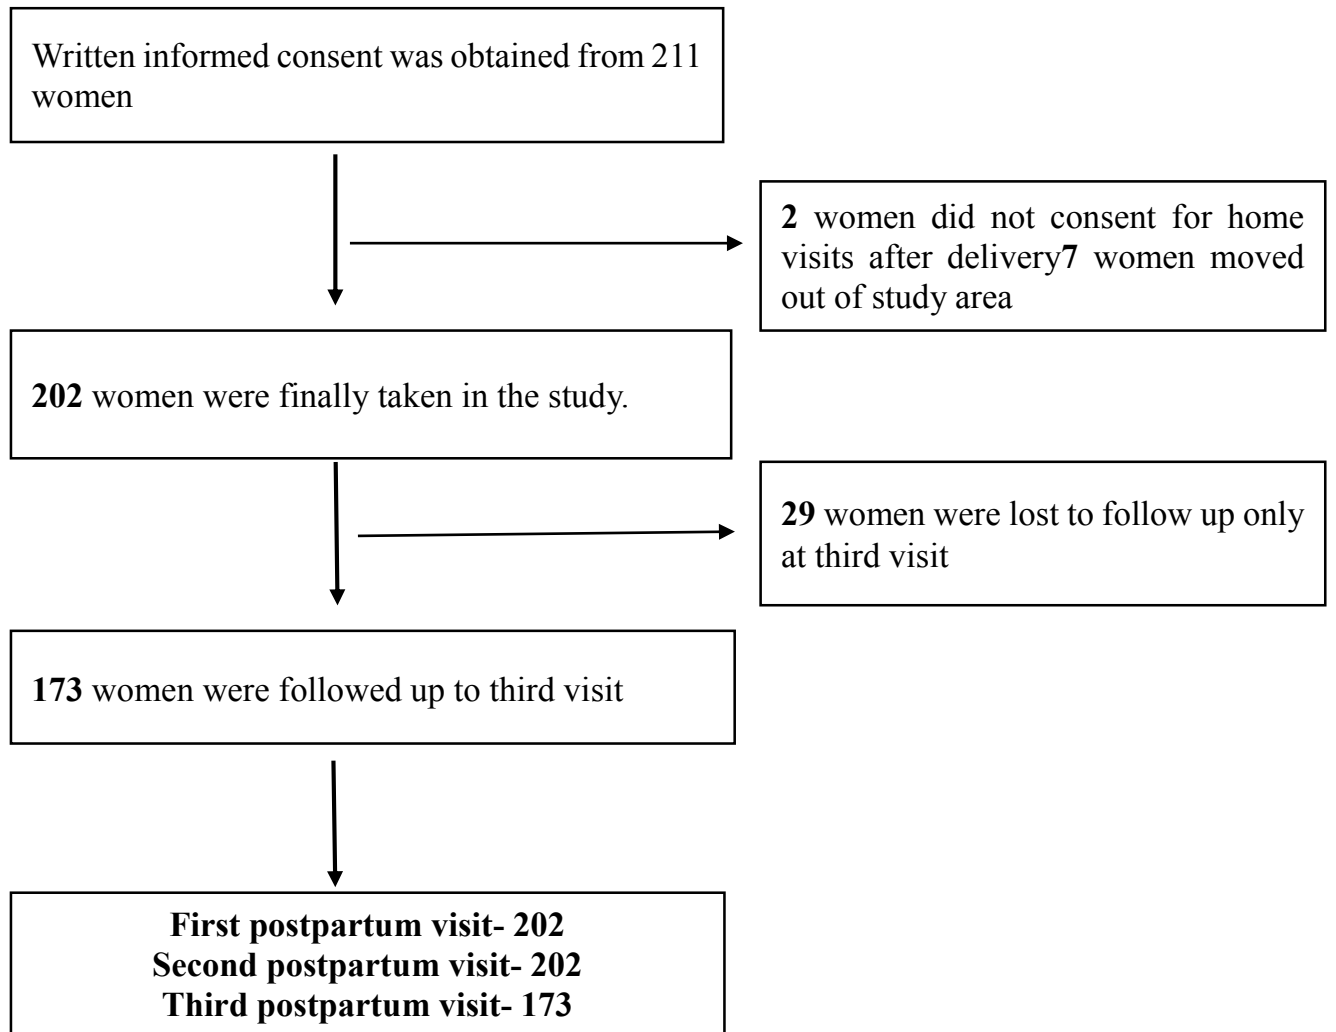 Written informed consent was obtained from 211
women
2 women did not consent for home
visits after delivery7 women moved
out of study area
202 women were finally taken in the study.
29 women were lost to follow up only
at third visit
173 women were followed up to third visit
First postpartum visit- 202
Second postpartum visit- 202
Third postpartum visit- 173